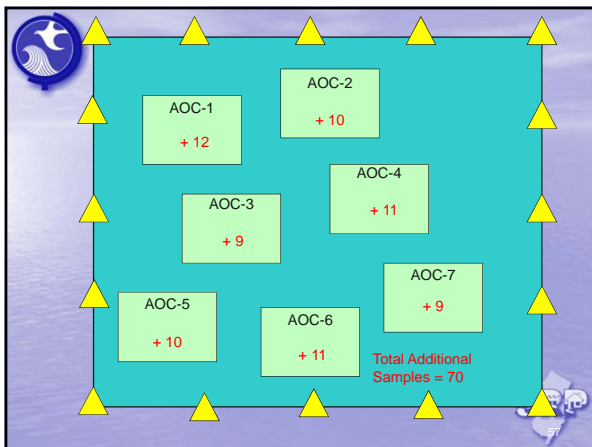 AOC-1
+ 12
AOC-2
+ 10
AOC-3
+ 9
AOC-4
+ 11
AOC-5
+ 10
AOC-6
+ 11
AOC-7
+ 9
Total Additional
Samples = 70
57